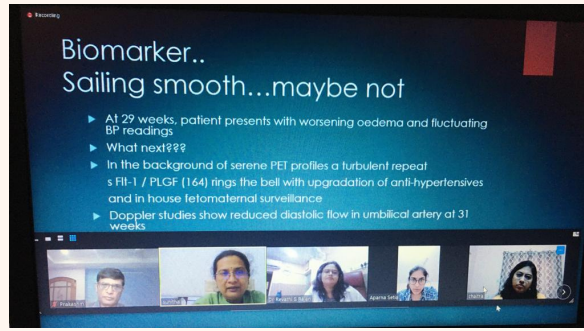 Recording
Biomarker..
Sailing smooth...maybe not
At 29 weeks, patient presents with worsening oedema and fluctuating
BP readings
What next???
In the background of serene PET profiles a turbulent repeat
s Flt-1 / PLGF (164) rings the bell with upgradation of anti-hypertensives
and in house fetomaternal surveillance
Doppler studies show reduced diastolic flow in umbilical artery at 31
weeks
Aparna Setia